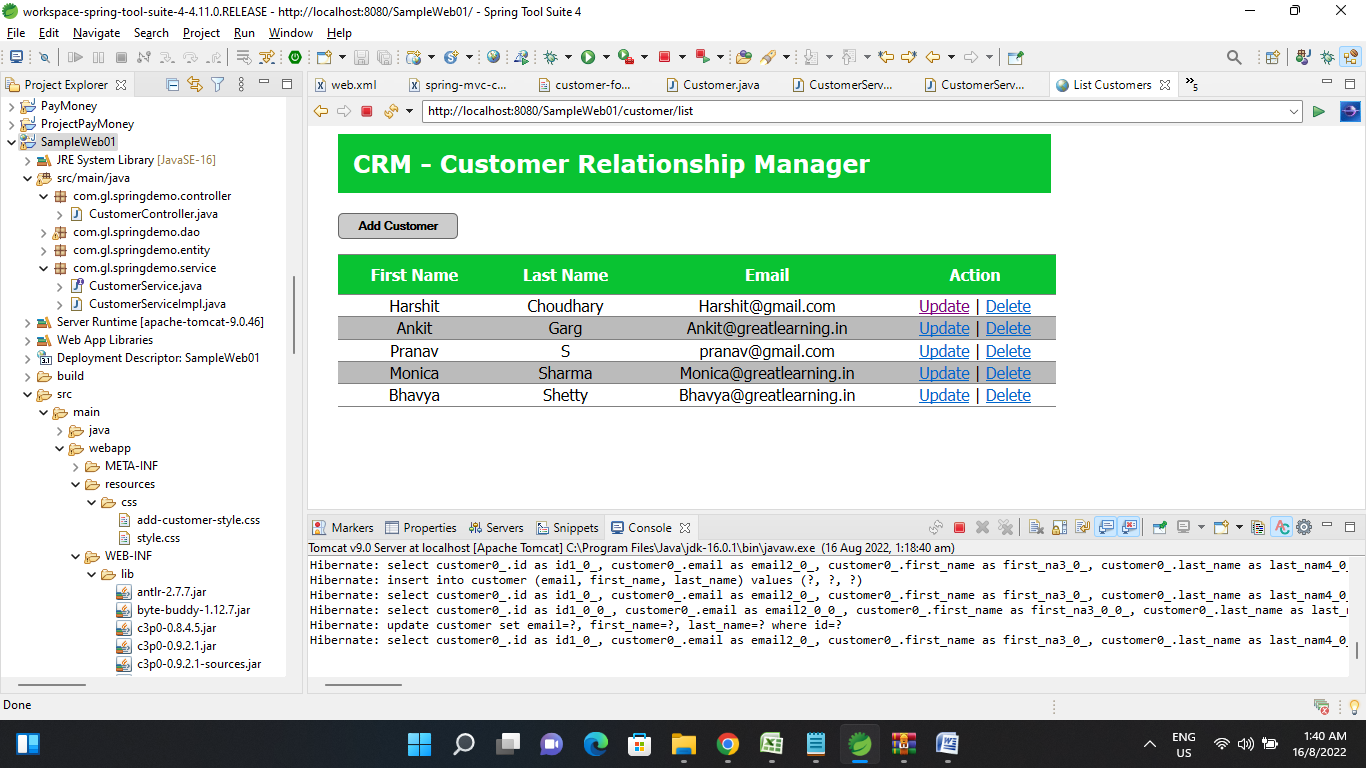 workspace-spring-tool-suite-4-4.11.0.RELEASE - http://localhost:8080/SampleWeb01/ - Spring Tool Suite 4
File Edit Navigate Search Project Run Window Help
Project Explorer
PayMoney
ProjectPayMoney
SampleWeb01
JRE System Library [JavaSE-16]
src/main/java
com.gl.springdemo.controller
CustomerController.java
com.gl.springdemo.dao
com.gl.springdemo.entity
com.gl.springdemo.service
CustomerService.java
CustomerServiceImpl.java
Server Runtime [apache-tomcat-9.0.46]
Web App Libraries
Deployment Descriptor: SampleWeb01
build
src
main
java
webapp
META-INF
resources
css
add-customer-style.css
style.css
WEB-INF
lib
antlr-2.7.7.jar
byte-buddy-1.12.7.jar
c3p0-0.8.4.5.jar
c3p0-0.9.2.1.jar
c3p0-0.9.2.1-sources.jar
web.xml spring-mvc-c... customer-fo... Customer.java CustomerServ... CustomerServ... List Customers »5
http://localhost:8080/SampleWeb01/customer/list
CRM - Customer Relationship Manager
Add Customer
First Name Last Name Email Action
Harshit Choudhary Harshit@gmail.com Update | Delete
Ankit Garg Ankit@greatlearning.in Update | Delete
Pranav S pranav@gmail.com Update | Delete
Monica Sharma Monica@greatlearning.in Update | Delete
Bhavya Shetty Bhavya@greatlearning.in Update | Delete
Markers Properties Servers Snippets Console
Tomcat v9.0 Server at localhost [Apache Tomcat] C:\Program Files\Java\jdk-16.0.1\bin\javaw.exe (16 Aug 2022, 1:18:40 am)
Hibernate: select customer0_.id as id1_0_, customer0_.email as email2_0_, customer0_.first_name as first_na3_0_, customer0_.last_name as last_nam4_0_
Hibernate: insert into customer (email, first_name, last_name) values (?, ?, ?)
Hibernate: select customer0_.id as id1_0_, customer0_.email as email2_0_, customer0_.first_name as first_na3_0_, customer0_.last_name as last_nam4_0_
Hibernate: select customer0_.id as id1_0_0_, customer0_.email as email2_0_0_, customer0_.first_name as first_na3_0_0_, customer0_.last_name as last_
Hibernate: update customer set email=?, first_name=?, last_name=? where id=?
Hibernate: select customer0_.id as id1_0_, customer0_.email as email2_0_, customer0_.first_name as first_na3_0_, customer0_.last_name as last_nam4_0_
Done
ENG
US
1:40 AM
16/8/2022